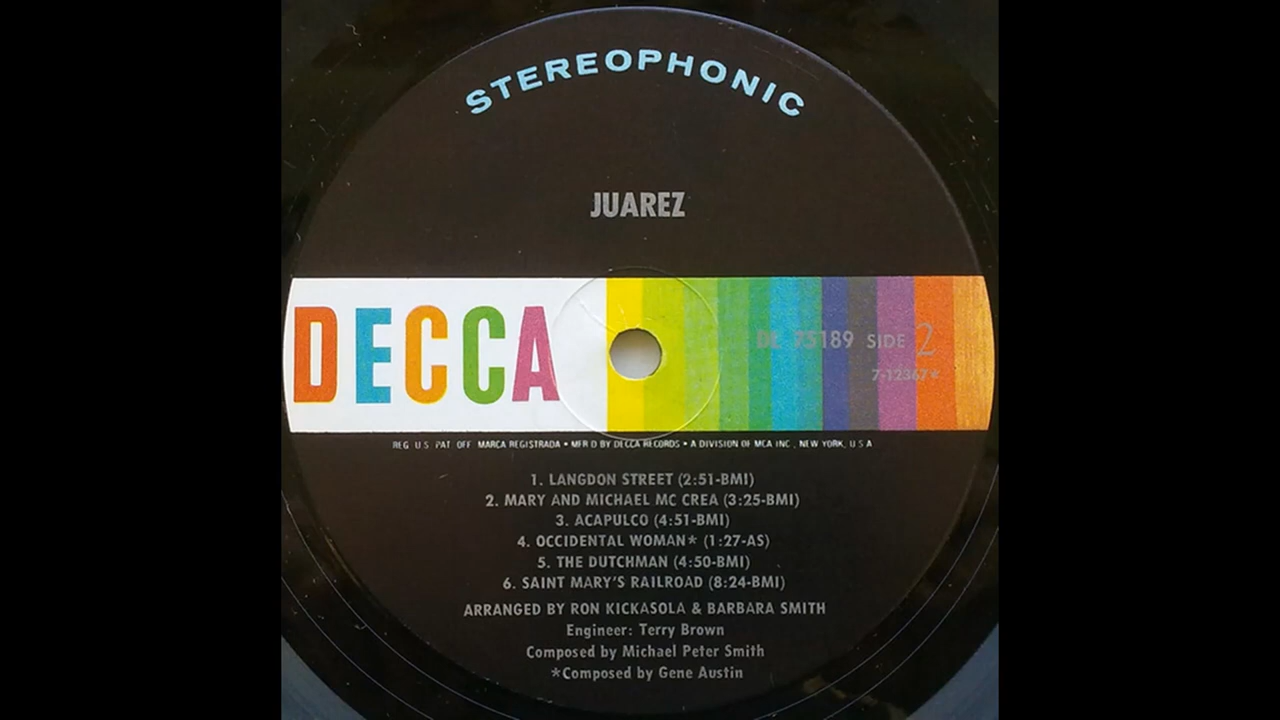 STEREOPHONIC
JUAREZ
DECCA
DL 75189 SIDE 2
7-12367*
REG. U.S. PAT. OFF. MARCA REGISTRADA • MFR'D BY DECCA RECORDS • A DIVISION OF MCA INC., NEW YORK, U.S.A
1. LANGDON STREET (2:51-BMI)
2. MARY AND MICHAEL MC CREA (3:25-BMI)
3. ACAPULCO (4:51-BMI)
4. OCCIDENTAL WOMAN* (1:27-AS)
5. THE DUTCHMAN (4:50-BMI)
6. SAINT MARY'S RAILROAD (8:24-BMI)
ARRANGED BY RON KICKASOLA & BARBARA SMITH
Engineer: Terry Brown
Composed by Michael Peter Smith
*Composed by Gene Austin